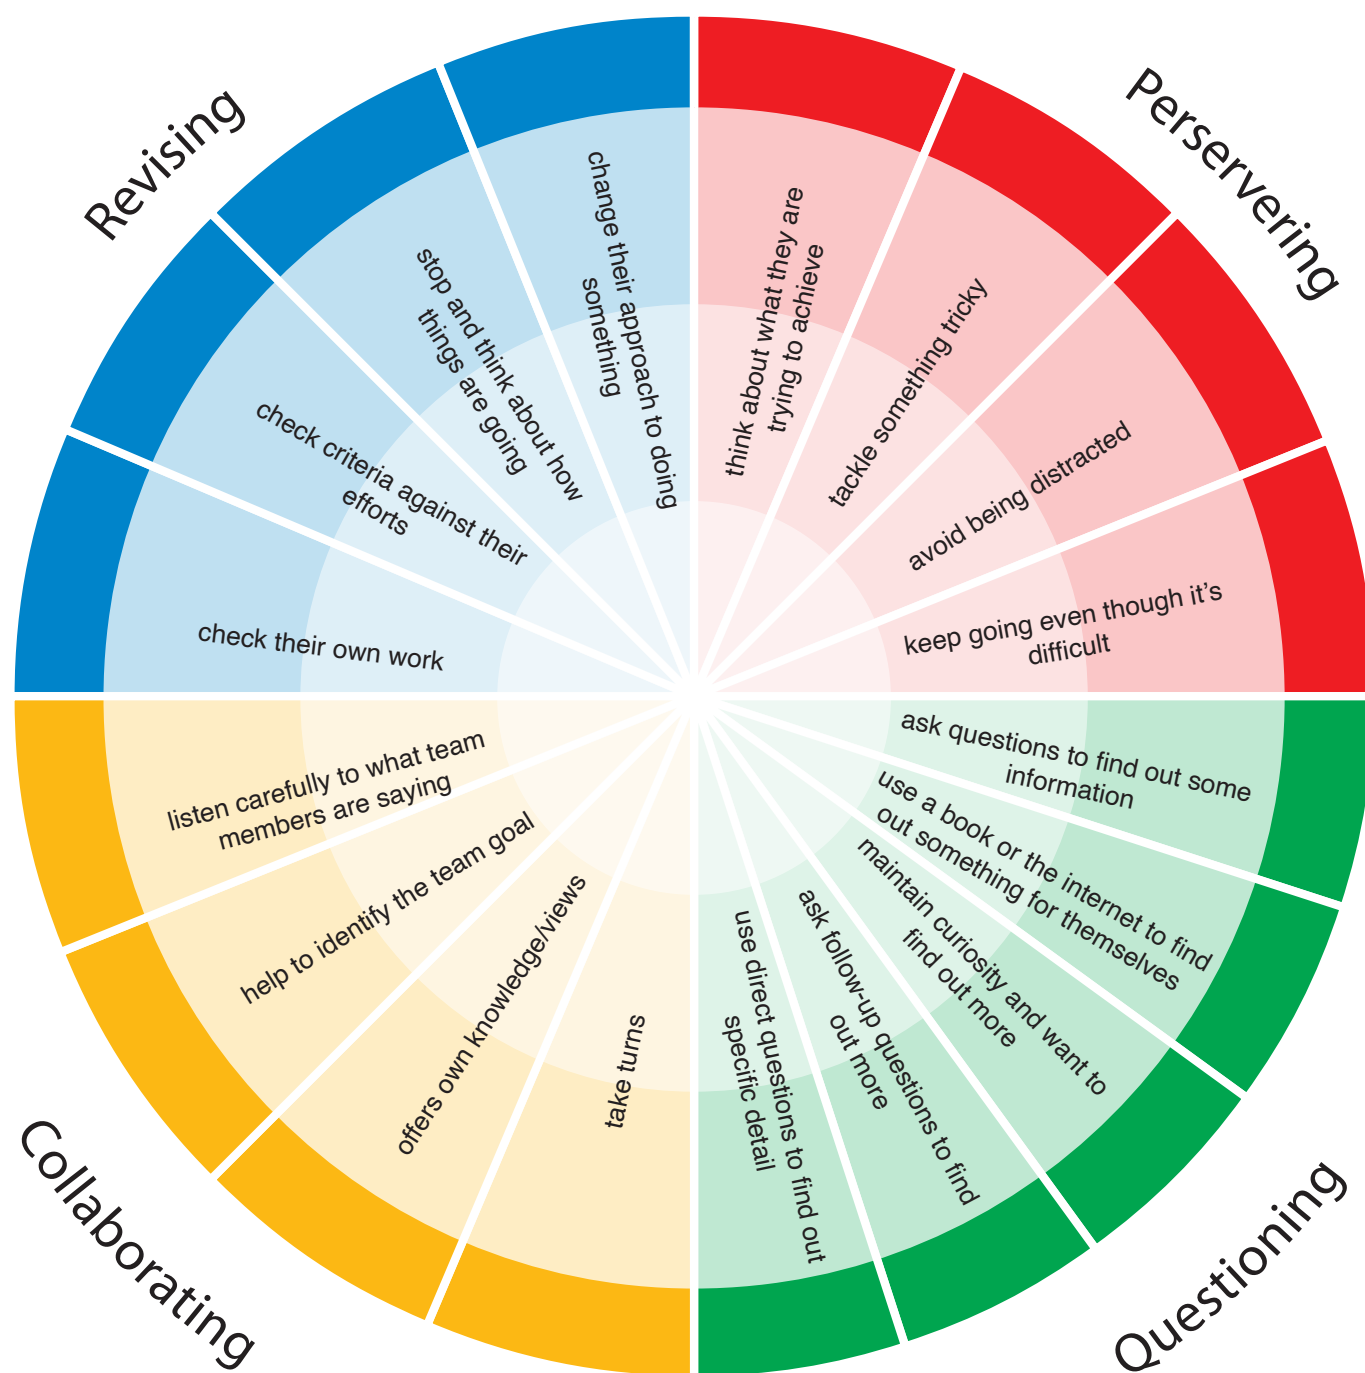 Revising
change their approach to doing
something
stop and think about how
things are going
check criteria against their
efforts
check their own work
Perservering
think about what they are
trying to achieve
tackle something tricky
avoid being distracted
keep going even though it’s
difficult
Collaborating
listen carefully to what team
members are saying
help to identify the team goal
offers own knowledge/views
take turns
Questioning
ask questions to find out some
information
use a book or the internet to find
out something for themselves
maintain curiosity and want to
find out more
ask follow-up questions to find
out more
use direct questions to find out
specific detail